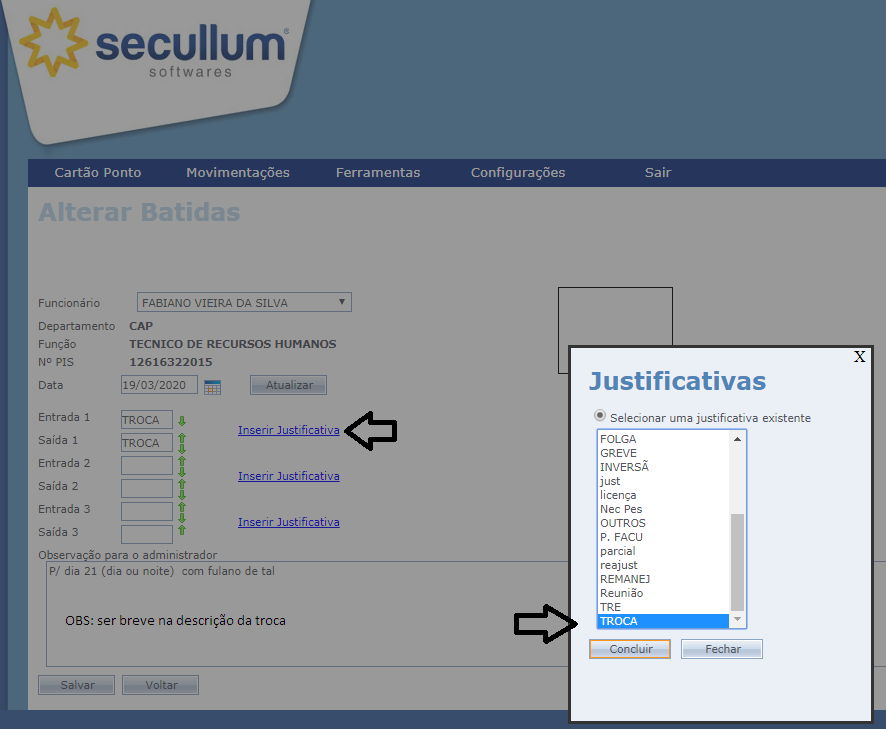 secullum®
softwares
Cartão Ponto Movimentações Ferramentas Configurações Sair
Alterar Batidas
Funcionário FABIANO VIEIRA DA SILVA
Departamento CAP
Função TECNICO DE RECURSOS HUMANOS
Nº PIS 12616322015
Data 19/03/2020 Atualizar
Entrada 1 TROCA
Inserir Justificativa
Saída 1 TROCA
Entrada 2
Inserir Justificativa
Saída 2
Entrada 3
Inserir Justificativa
Saída 3
Observação para o administrador
P/ dia 21 (dia ou noite) com fulano de tal
OBS: ser breve na descrição da troca
Salvar Voltar
X
Justificativas
Selecionar uma justificativa existente
FOLGA
GREVE
INVERSÃ
just
licença
Nec Pes
OUTROS
P. FACU
parcial
reajust
REMANEJ
Reunião
TRE
TROCA
Concluir Fechar